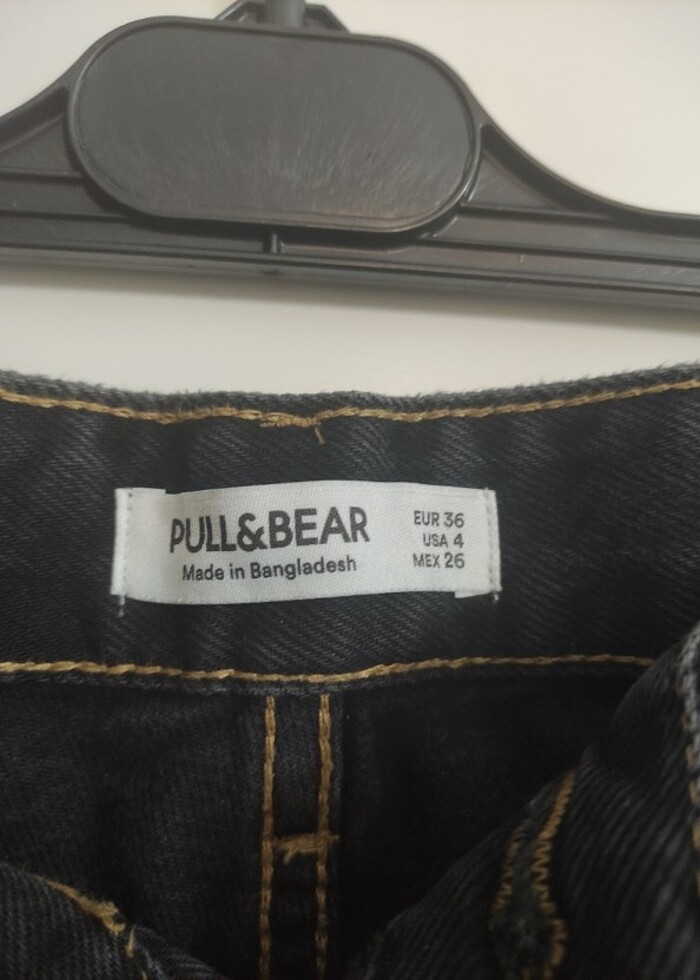 PULL&BEAR
Made in Bangladesh
EUR 36
USA 4
MEX 26